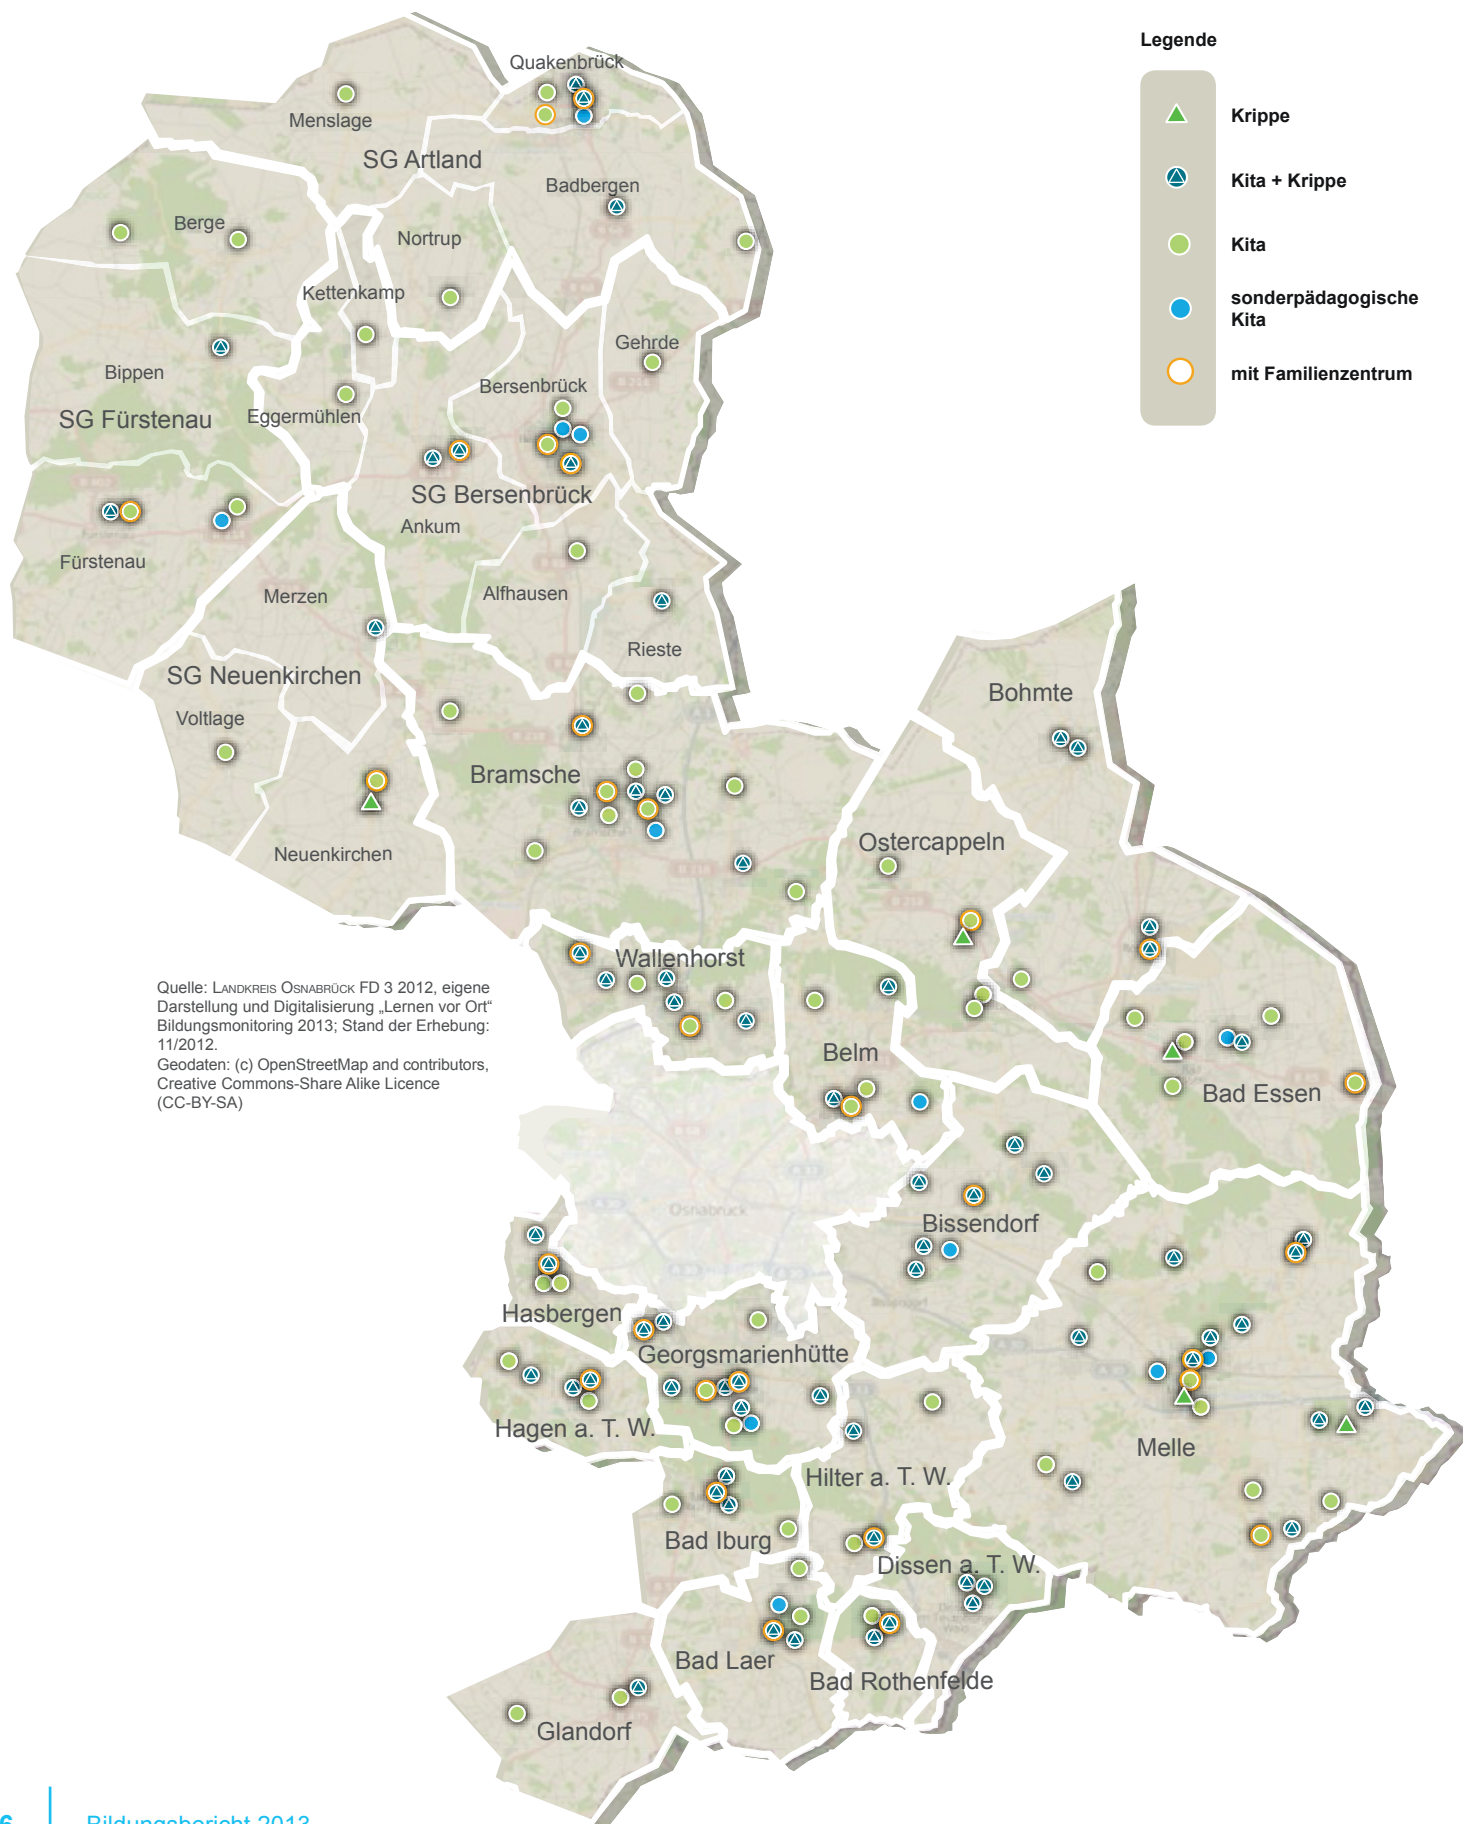 Legende
Krippe
Kita + Krippe
Kita
sonderpädagogische
Kita
mit Familienzentrum
Quakenbrück
Menslage
SG Artland
Badbergen
Berge
Nortrup
Kettenkamp
Gehrde
Bippen
Bersenbrück
SG Fürstenau
Eggermühlen
SG Bersenbrück
Ankum
Fürstenau
Alfhausen
Merzen
Rieste
SG Neuenkirchen
Bohmte
Voltlage
Bramsche
Ostercappeln
Neuenkirchen
Wallenhorst
Quelle: Landkreis Osnabrück FD 3 2012, eigene
Darstellung und Digitalisierung „Lernen vor Ort“
Bildungsmonitoring 2013; Stand der Erhebung:
11/2012.
Geodaten: (c) OpenStreetMap and contributors,
Creative Commons-Share Alike Licence
(CC-BY-SA)
Belm
Bad Essen
Osnabrück
Bissendorf
Hasbergen
Georgsmarienhütte
Hagen a. T. W.
Melle
Hilter a. T. W.
Bad Iburg
Dissen a. T. W.
Bad Laer
Bad Rothenfelde
Glandorf